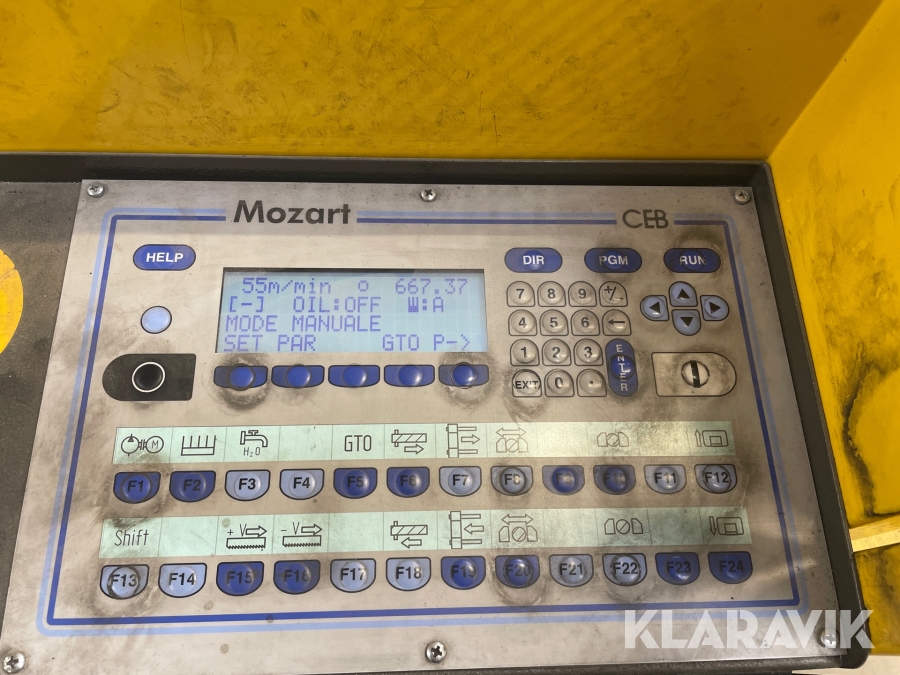 Mozart
CEB
HELP
DIR
PGM
RUN
55m/min o 667.37
[-] OIL:OFF :A
MODE MANUALE
SET PAR GTO P->
7 8 9 +/-
4 5 6 ←
1 2 3
ENTER
EXIT 0 .
M H₂O GTO
F1 F2 F3 F4 F5 F6 F7 F8 F9 F10 F11 F12
Shift + V - V
F13 F14 F15 F16 F17 F18 F19 F20 F21 F22 F23 F24
KLARAVIK